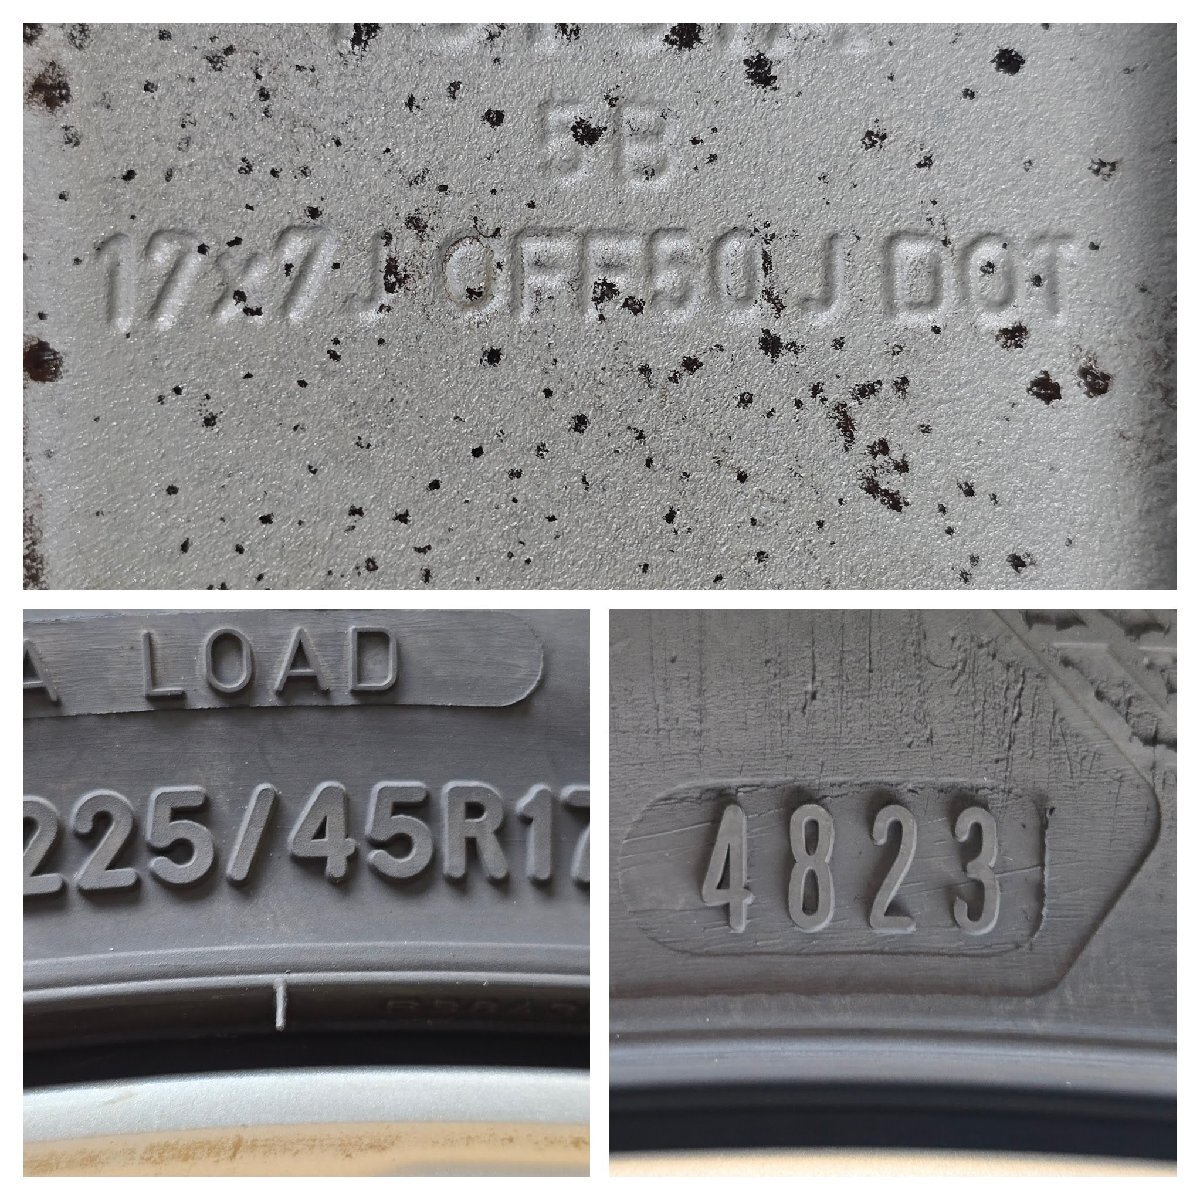 5B
17x7J OFF50 J DOT
A LOAD
225/45R17
4823